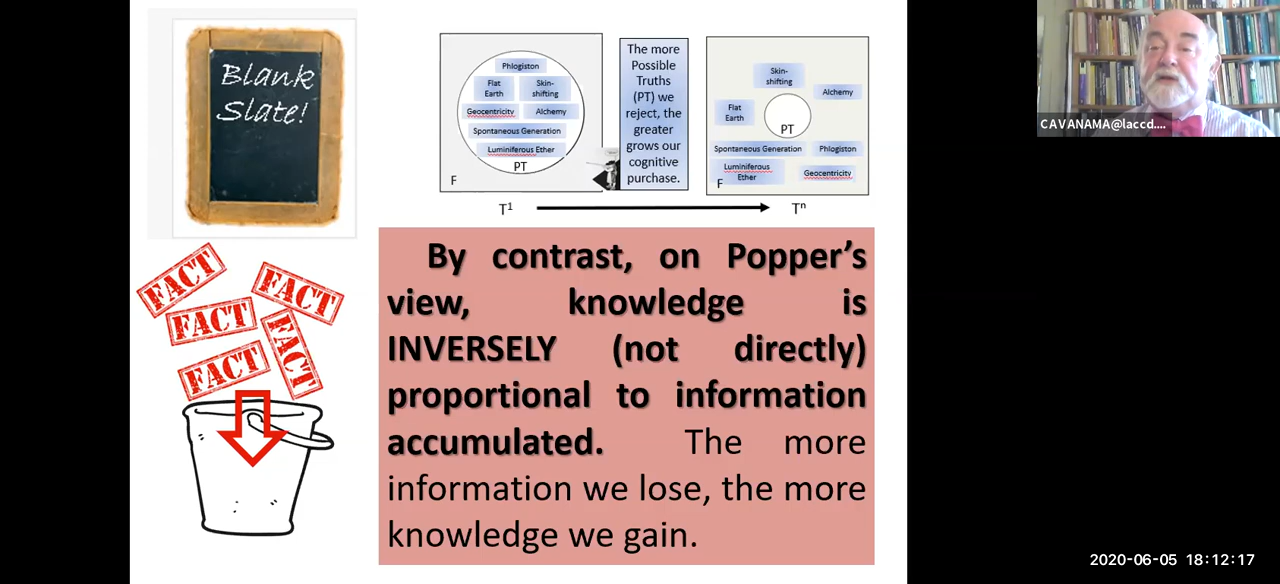 Blank
Slate!
Phlogiston
Flat
Earth
Skin-
shifting
Geocentricity
Alchemy
Spontaneous Generation
Luminiferous Ether
PT
F
The more
Possible
Truths
(PT) we
reject, the
greater
grows our
cognitive
purchase.
Skin-
shifting
Alchemy
Flat
Earth
PT
Spontaneous Generation
Phlogiston
Luminiferous
Ether
Geocentricity
F
T1
Tn
CAVANAMA@laccd....
FACT
FACT
FACT
FACT
FACT
By contrast, on Popper’s
view, knowledge is
INVERSELY (not directly)
proportional to information
accumulated. The more
information we lose, the more
knowledge we gain.
2020-06-05 18:12:17